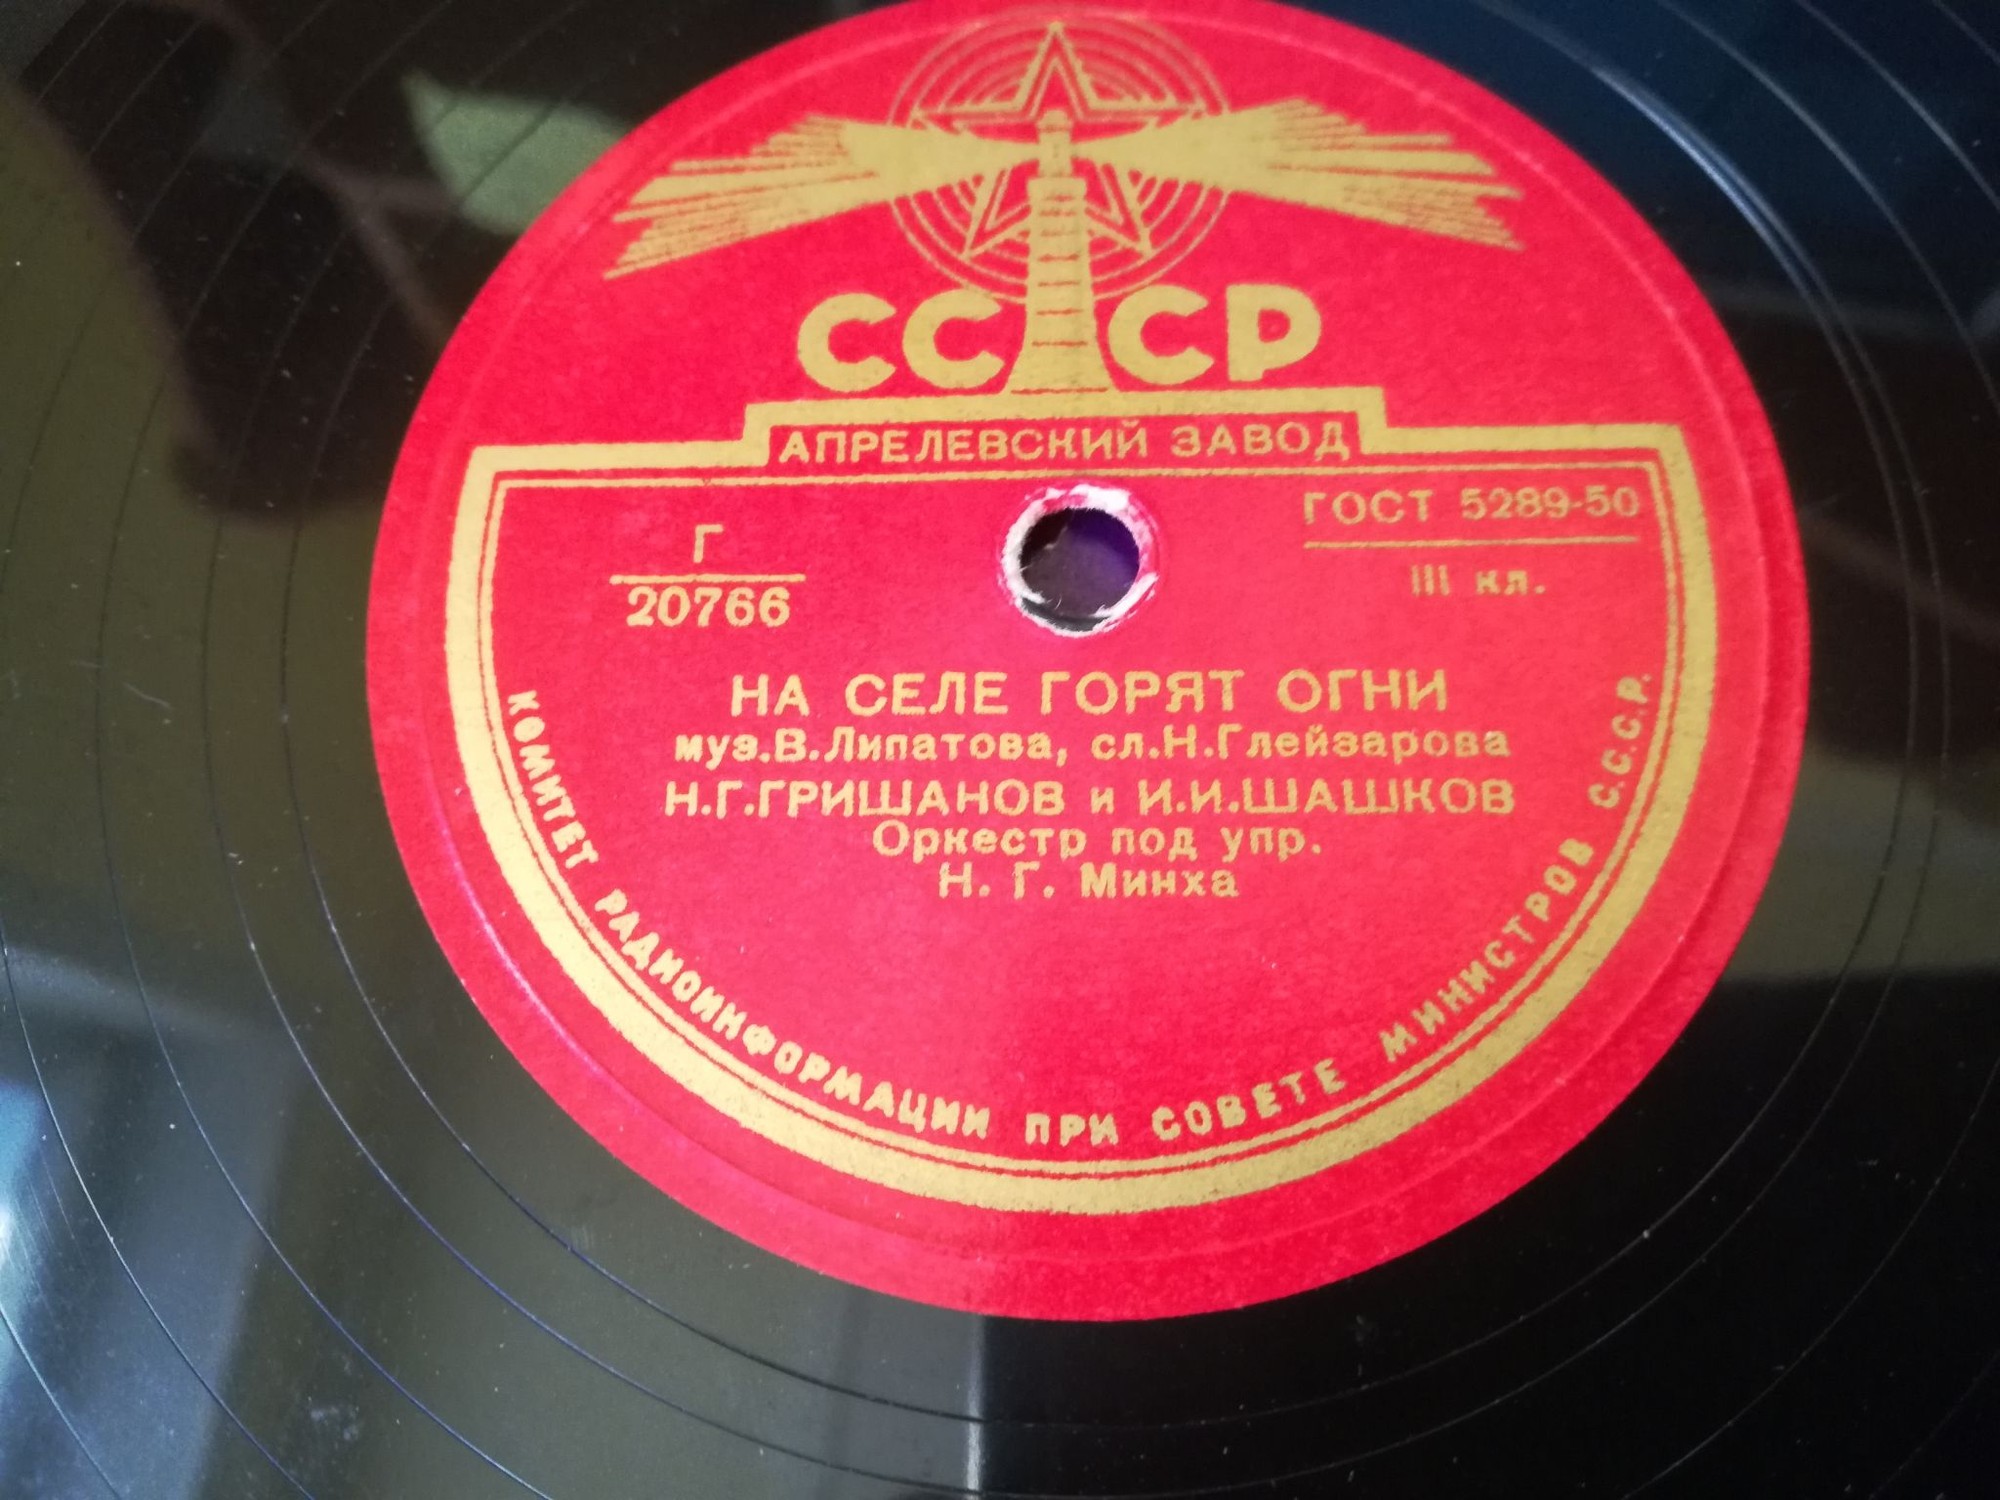 СССР
АПРЕЛЕВСКИЙ ЗАВОД
ГОСТ 5289-50
III кл.
Г
20766
НА СЕЛЕ ГОРЯТ ОГНИ
муз.В.Липатова, сл.Н.Глейзарова
Н.Г.ГРИШАНОВ и И.И.ШАШКОВ
Оркестр под упр.
Н. Г. Минха
КОМИТЕТ РАДИОИНФОРМАЦИИ ПРИ СОВЕТЕ МИНИСТРОВ С.С.С.Р.